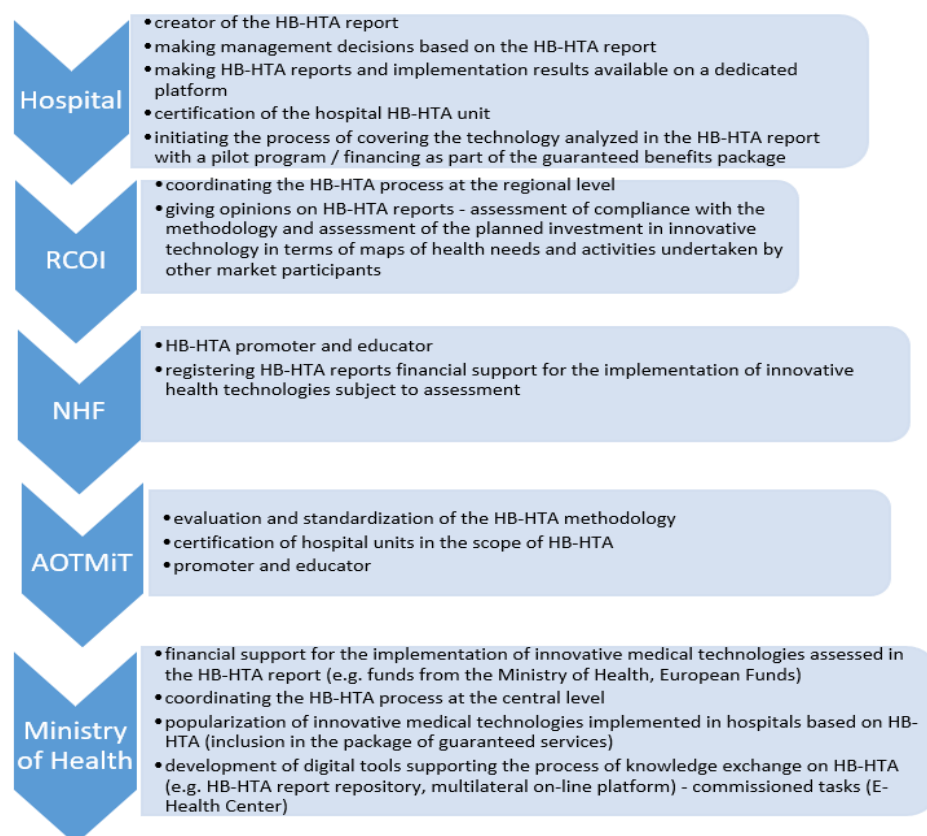 Hospital
•creator of the HB-HTA report
•making management decisions based on the HB-HTA report
•making HB-HTA reports and implementation results available on a dedicated
platform
•certification of the hospital HB-HTA unit
•initiating the process of covering the technology analyzed in the HB-HTA report
with a pilot program / financing as part of the guaranteed benefits package
RCOI
•coordinating the HB-HTA process at the regional level
•giving opinions on HB-HTA reports - assessment of compliance with the
methodology and assessment of the planned investment in innovative
technology in terms of maps of health needs and activities undertaken by
other market participants
NHF
•HB-HTA promoter and educator
•registering HB-HTA reports financial support for the implementation of innovative
health technologies subject to assessment
AOTMiT
•evaluation and standardization of the HB-HTA methodology
•certification of hospital units in the scope of HB-HTA
•promoter and educator
Ministry
of Health
•financial support for the implementation of innovative medical technologies assessed in
the HB-HTA report (e.g. funds from the Ministry of Health, European Funds)
•coordinating the HB-HTA process at the central level
•popularization of innovative medical technologies implemented in hospitals based on HB-
HTA (inclusion in the package of guaranteed services)
•development of digital tools supporting the process of knowledge exchange on HB-HTA
(e.g. HB-HTA report repository, multilateral on-line platform) - commissioned tasks (E-
Health Center)